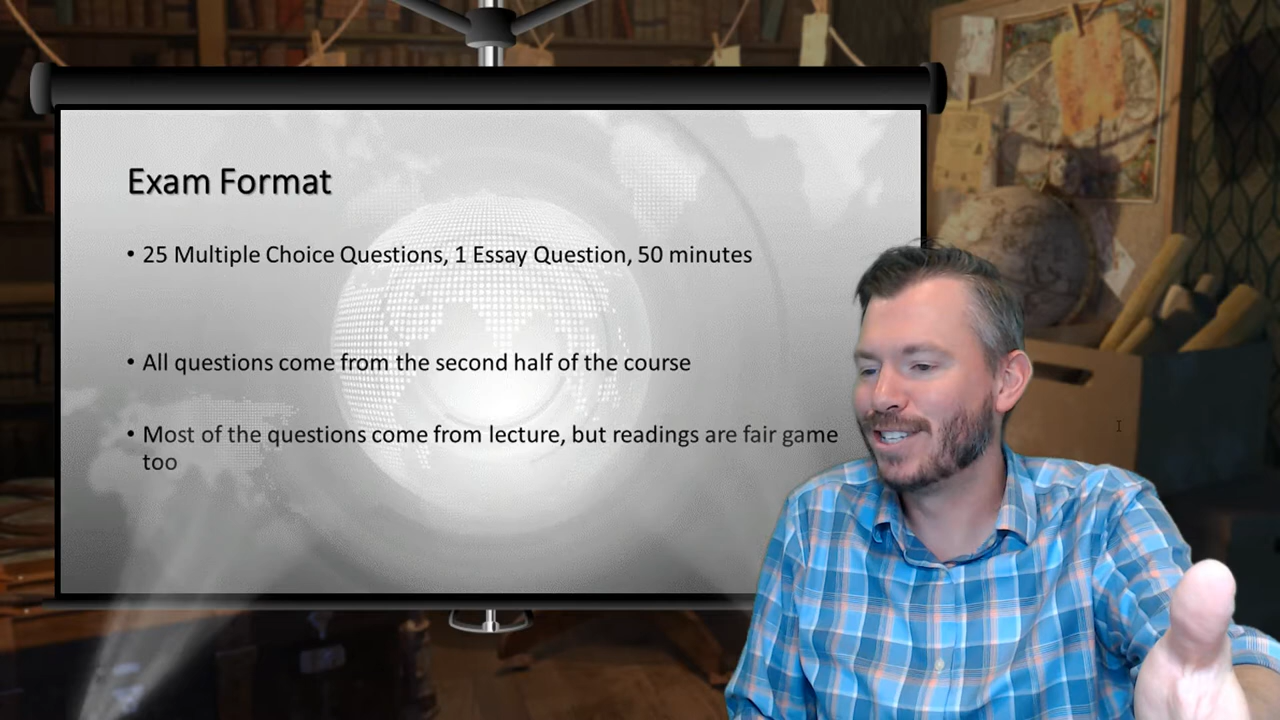 Exam Format
• 25 Multiple Choice Questions, 1 Essay Question, 50 minutes
• All questions come from the second half of the course
• Most of the questions come from lecture, but readings are fair game
too